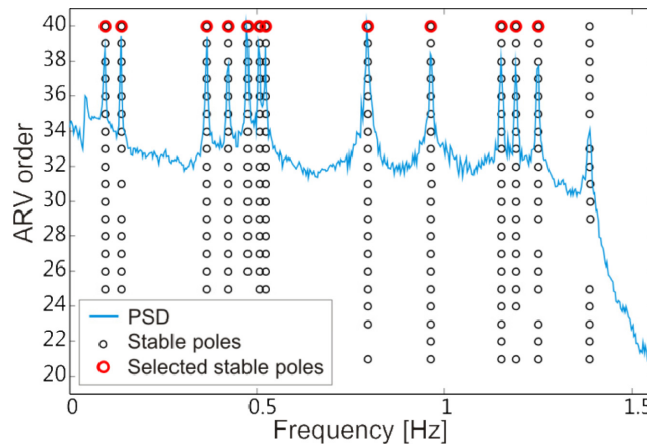 40
38
36
34
32
30
28
26
24
22
20
ARV order
PSD
Stable poles
Selected stable poles
0 0.5 1 1.5
Frequency [Hz]